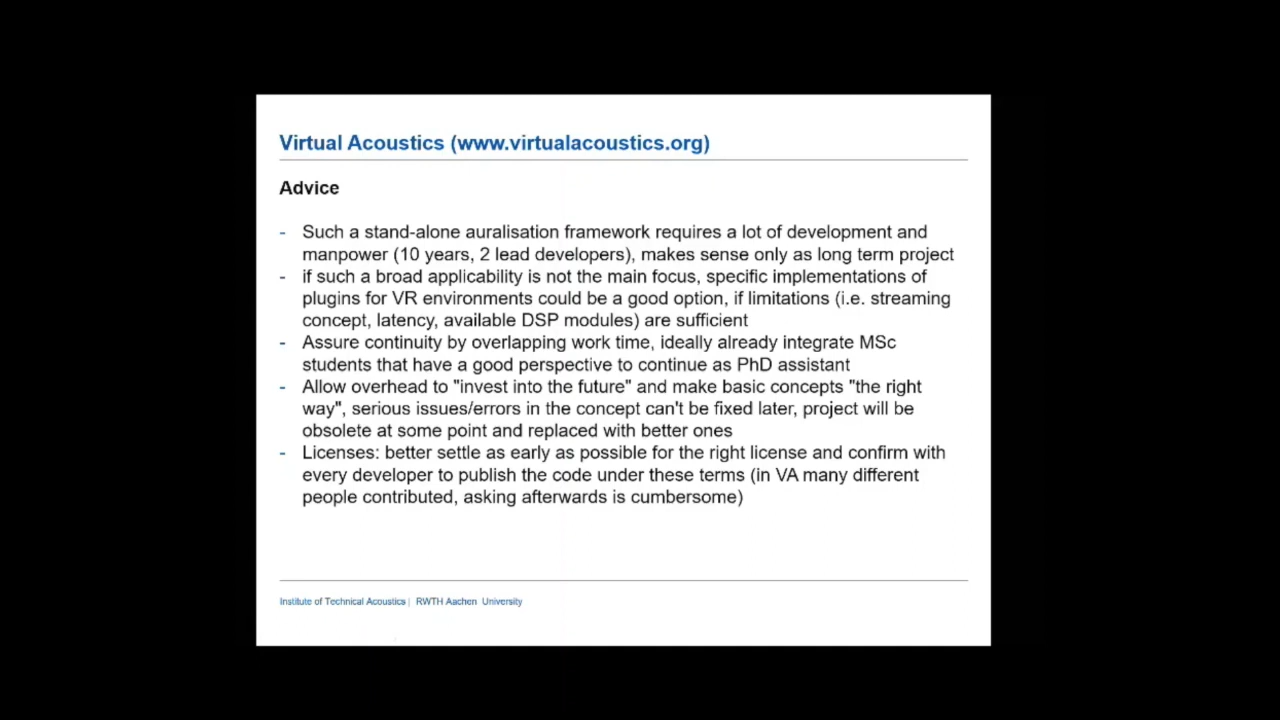 Virtual Acoustics (www.virtualacoustics.org)
Advice
- Such a stand-alone auralisation framework requires a lot of development and
manpower (10 years, 2 lead developers), makes sense only as long term project
- if such a broad applicability is not the main focus, specific implementations of
plugins for VR environments could be a good option, if limitations (i.e. streaming
concept, latency, available DSP modules) are sufficient
- Assure continuity by overlapping work time, ideally already integrate MSc
students that have a good perspective to continue as PhD assistant
- Allow overhead to "invest into the future" and make basic concepts "the right
way", serious issues/errors in the concept can't be fixed later, project will be
obsolete at some point and replaced with better ones
- Licenses: better settle as early as possible for the right license and confirm with
every developer to publish the code under these terms (in VA many different
people contributed, asking afterwards is cumbersome)
Institute of Technical Acoustics | RWTH Aachen University